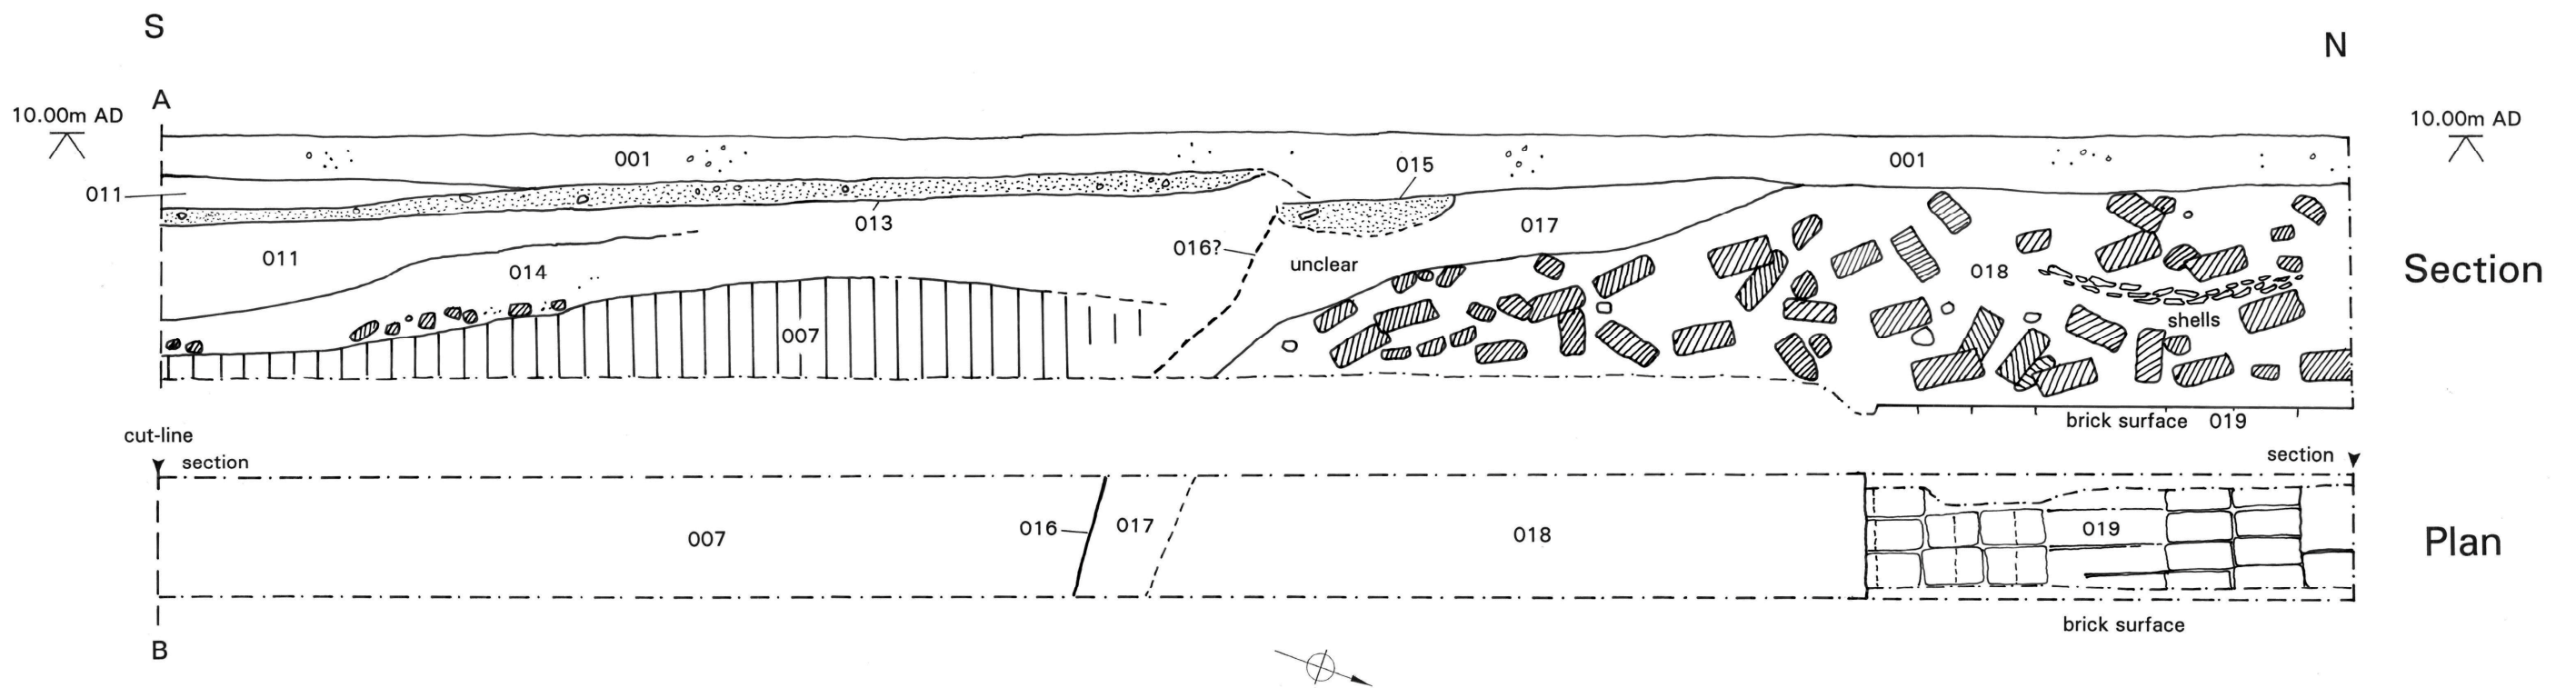 S
N
A
10.00m AD
10.00m AD
001
015
001
011
013
017
016?
011
014
unclear
018
shells
007
brick surface 019
cut-line
section
section
016
017
007
018
019
Section
Plan
brick surface
B